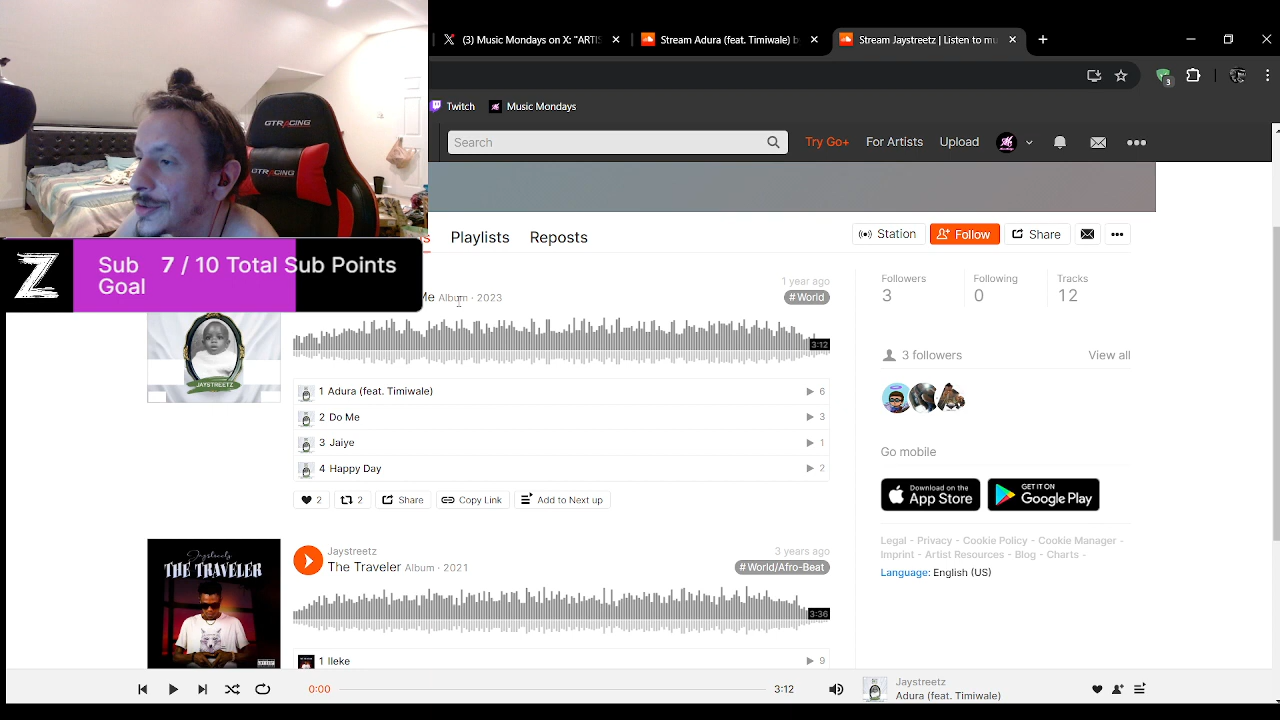 (3) Music Mondays on X: "ARTIS
Stream Adura (feat. Timiwale) b
Stream Jaystreetz | Listen to mu
3
Twitch
Music Mondays
GTRACING
GTRACING
Search
Try Go+
For Artists
Upload
s
Playlists
Reposts
Station
Follow
Share
Sub Goal
7 / 10 Total Sub Points
Me Album · 2023
1 year ago
# World
3:12
JAYSTREETZ
1 Adura (feat. Timiwale)
6
2 Do Me
3
3 Jaiye
1
4 Happy Day
2
2
2
Share
Copy Link
Add to Next up
Jaystreetz
THE TRAVELER
Jaystreetz
The Traveler Album · 2021
3 years ago
# World/Afro-Beat
3:36
1 Ileke
9
Followers
3
Following
0
Tracks
12
3 followers
View all
Go mobile
Download on the
App Store
GET IT ON
Google Play
Legal - Privacy - Cookie Policy - Cookie Manager -
Imprint - Artist Resources - Blog - Charts -
Language: English (US)
0:00
3:12
Jaystreetz
Adura (feat. Timiwale)